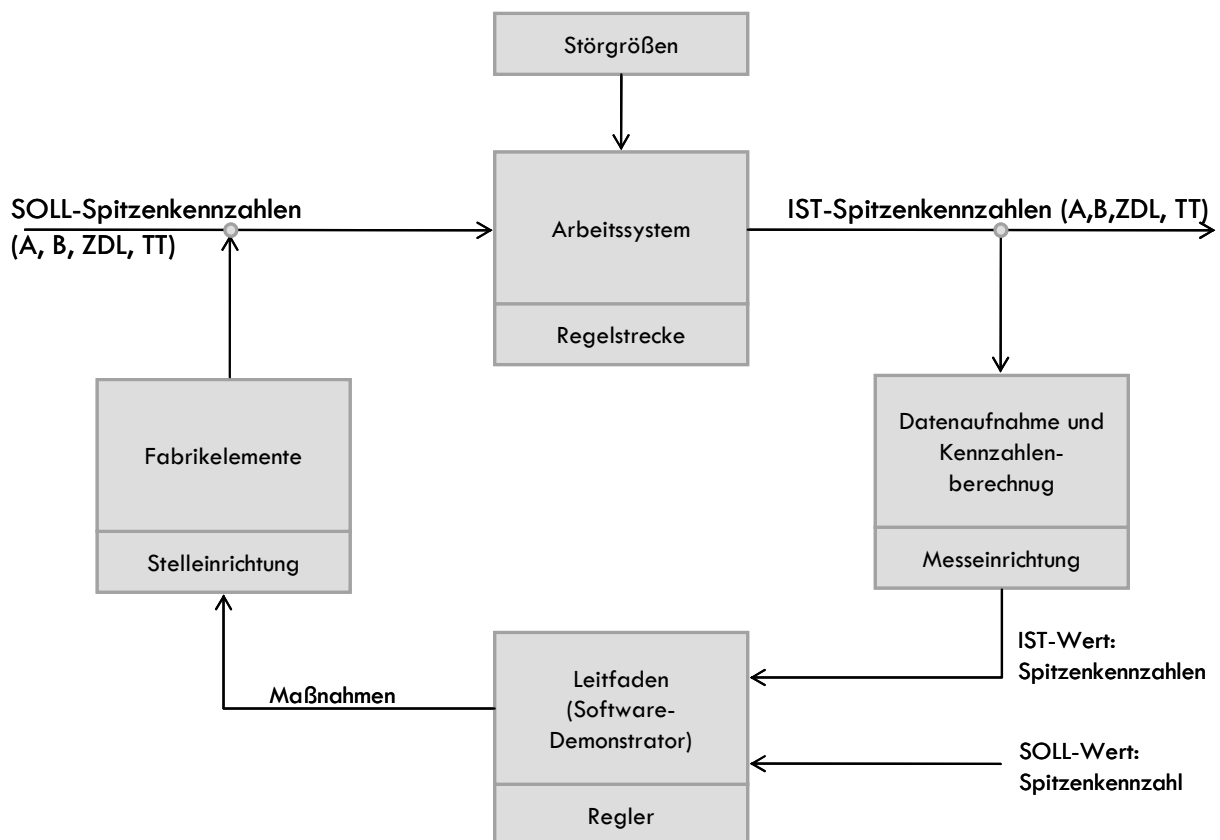 Störgrößen
SOLL-Spitzenkennzahlen
(A, B, ZDL, TT)
Arbeitssystem
Regelstrecke
IST-Spitzenkennzahlen (A,B,ZDL, TT)
Fabrikelemente
Stelleinrichtung
Datenaufnahme und
Kennzahlen-
berechnug
Messeinrichtung
IST-Wert:
Spitzenkennzahlen
Maßnahmen
Leitfaden
(Software-
Demonstrator)
Regler
SOLL-Wert:
Spitzenkennzahl